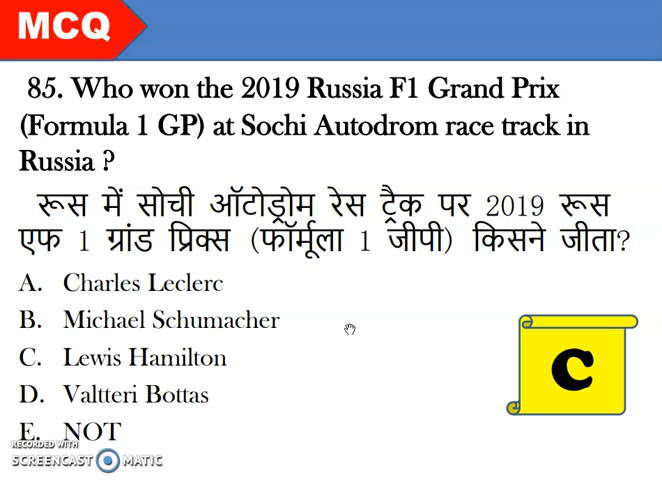 MCQ
85. Who won the 2019 Russia F1 Grand Prix
(Formula 1 GP) at Sochi Autodrom race track in
Russia ?
रूस में सोची ऑटोड्रोम रेस ट्रैक पर 2019 रूस
एफ 1 ग्रांड प्रिक्स (फॉर्मूला 1 जीपी) किसने जीता?
A. Charles Leclerc
B. Michael Schumacher
C. Lewis Hamilton
D. Valtteri Bottas
E. NOT
C
RECORDED WITH
SCREENCAST MATIC